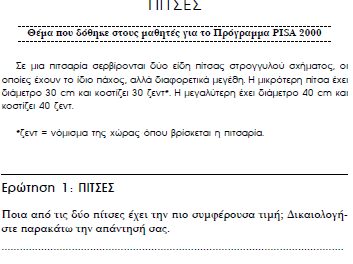 ΠΙΤΣΕΣ
Θέμα που δόθηκε στους μαθητές για το Πρόγραμμα PISA 2000
Σε μια πιτσαρία σερβίρονται δύο είδη πίτσας στρογγυλού σχήματος, οι
οποίες έχουν το ίδιο πάχος, αλλά διαφορετικά μεγέθη. Η μικρότερη πίτσα έχει
διάμετρο 30 cm και κοστίζει 30 ζεντ*. Η μεγαλύτερη έχει διάμετρο 40 cm και
κοστίζει 40 ζεντ.
*ζεντ = νόμισμα της χώρας όπου βρίσκεται η πιτσαρία.
Ερώτηση 1: ΠΙΤΣΕΣ
Ποια από τις δύο πίτσες έχει την πιο συμφέρουσα τιμή; Δικαιολογή-
στε παρακάτω την απάντησή σας.